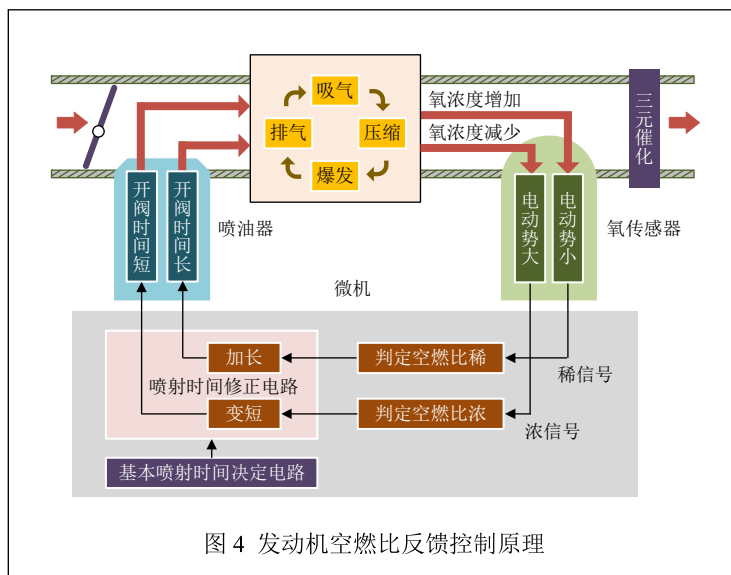 吸气
排气
压缩
爆发
氧浓度增加
氧浓度减少
三元催化
开阀时间短
开阀时间长
喷油器
电动势大
电动势小
氧传感器
微机
加长
判定空燃比稀
稀信号
喷射时间修正电路
变短
判定空燃比浓
浓信号
基本喷射时间决定电路
图 4 发动机空燃比反馈控制原理